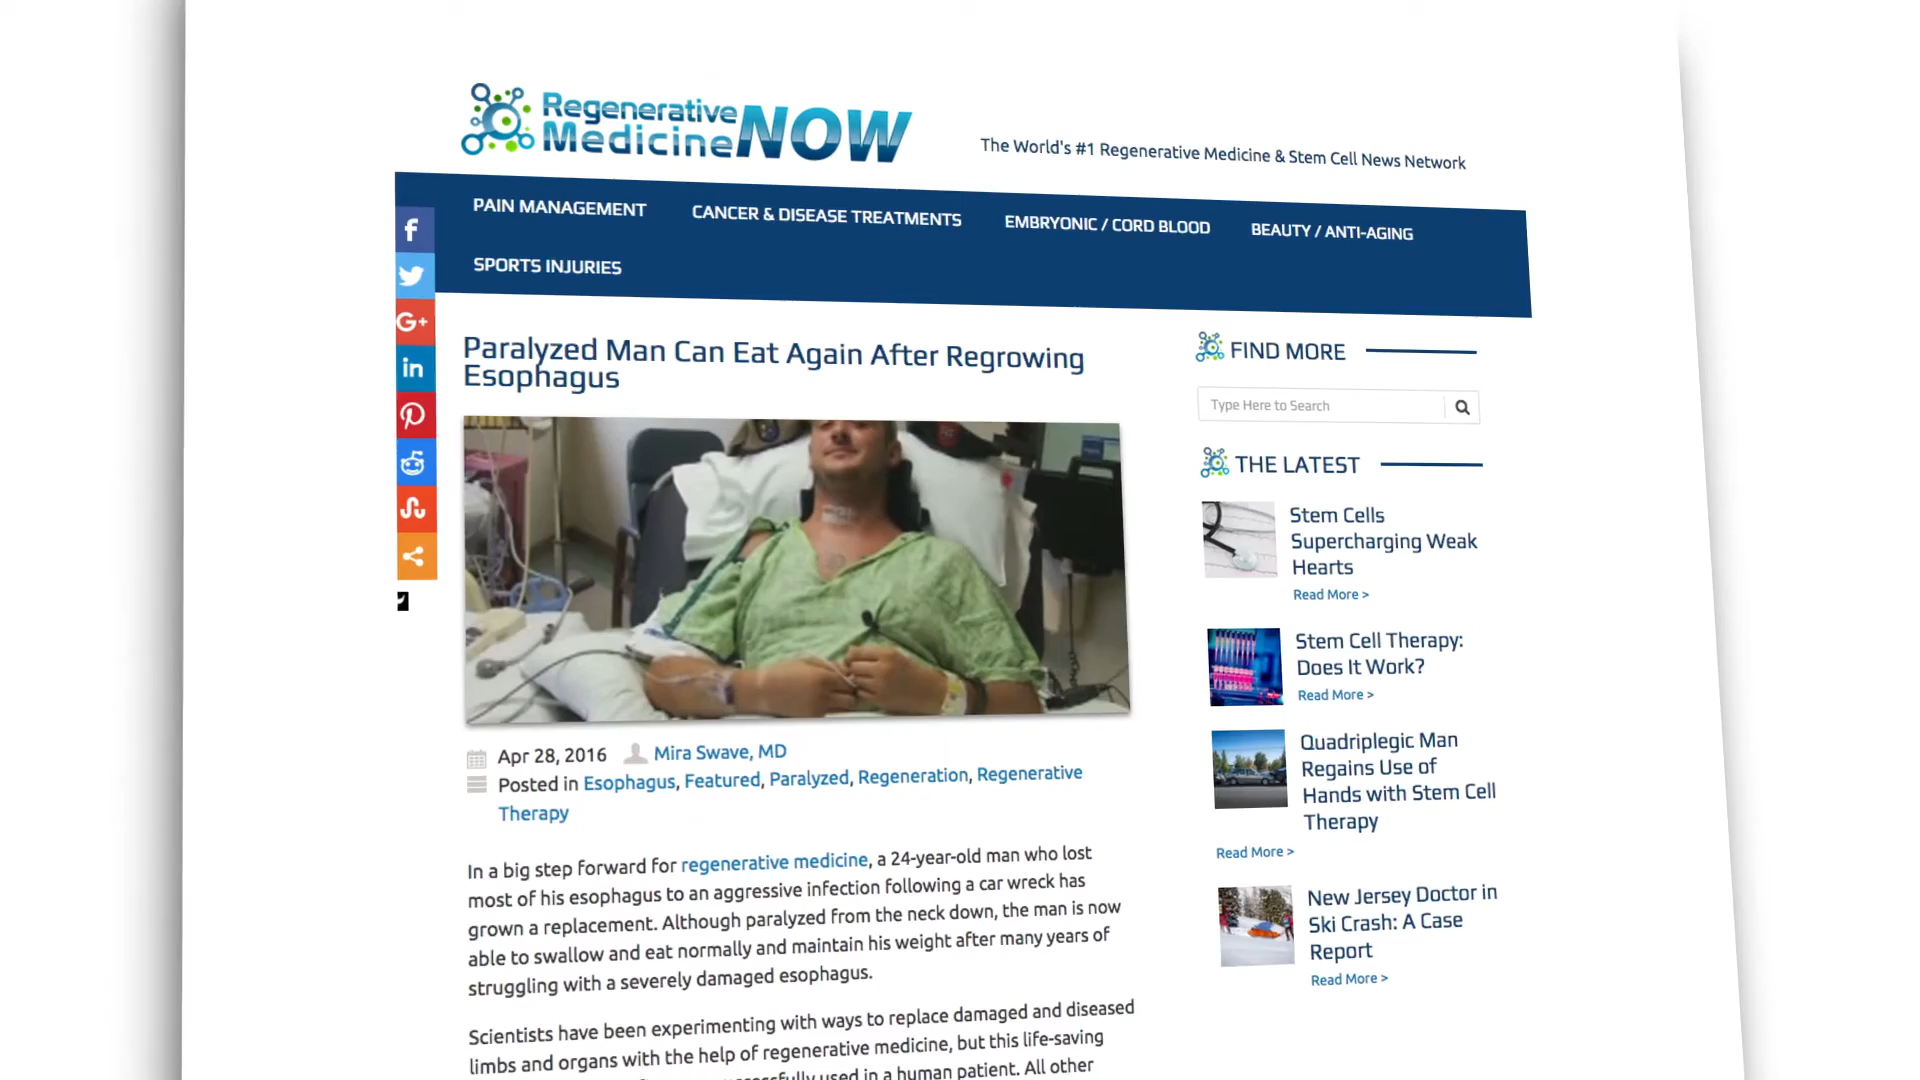 Regenerative
Medicine NOW
The World's #1 Regenerative Medicine & Stem Cell News Network
PAIN MANAGEMENT
CANCER & DISEASE TREATMENTS
EMBRYONIC / CORD BLOOD
BEAUTY / ANTI-AGING
SPORTS INJURIES
f
G+
in
Paralyzed Man Can Eat Again After Regrowing
Esophagus
Apr 28, 2016 Mira Swave, MD
Posted in Esophagus, Featured, Paralyzed, Regeneration, Regenerative
Therapy
In a big step forward for regenerative medicine, a 24-year-old man who lost
most of his esophagus to an aggressive infection following a car wreck has
grown a replacement. Although paralyzed from the neck down, the man is now
able to swallow and eat normally and maintain his weight after many years of
struggling with a severely damaged esophagus.
Scientists have been experimenting with ways to replace damaged and diseased
limbs and organs with the help of regenerative medicine, but this life-saving
used in a human patient. All other
FIND MORE
Type Here to Search
THE LATEST
Stem Cells
Supercharging Weak
Hearts
Read More >
Stem Cell Therapy:
Does It Work?
Read More >
Quadriplegic Man
Regains Use of
Hands with Stem Cell
Therapy
Read More >
New Jersey Doctor in
Ski Crash: A Case
Report
Read More >